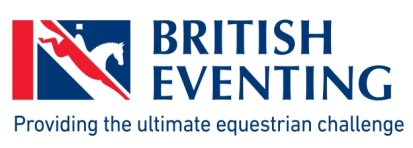 BRITISH
EVENTING
Providing the ultimate equestrian challenge